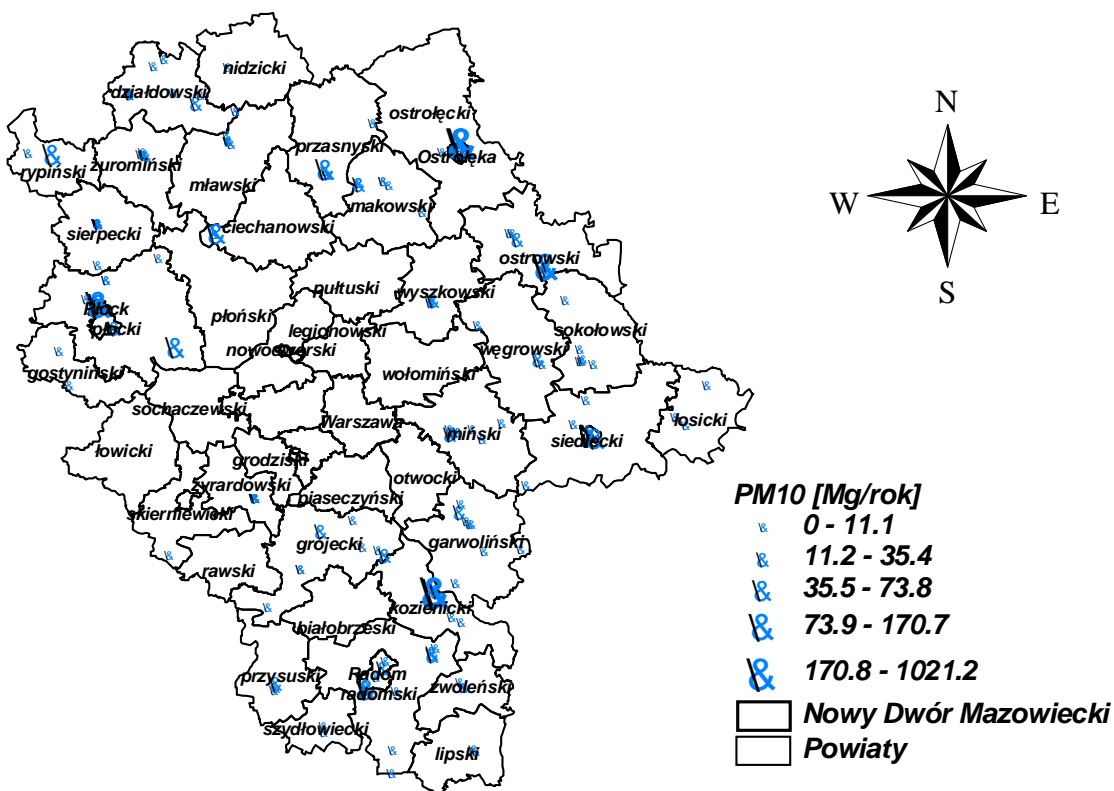 nidzicki
działdowski
ostrołęcki
N
przasnyski
Ostrołęka
żuromiński
rypiński
mławski
makowski
W
E
ciechanowski
sierpecki
ostrowski
S
pułtuski
wyszkowski
Płock
płoński
płocki
legionowski
sokołowski
nowodworski
węgrowski
gostyniński
wołomiński
sochaczewski
Warszawa
miński
siedlecki
łosicki
łowicki
grodziski
otwocki
żyrardowski
piaseczyński
PM10 [Mg/rok]
skierniewicki
0 - 11.1
grójecki
garwoliński
11.2 - 35.4
rawski
35.5 - 73.8
kozienicki
73.9 - 170.7
białobrzeski
170.8 - 1021.2
przysuski
Radom
radomski
zwoleński
Nowy Dwór Mazowiecki
szydłowiecki
Powiaty
lipski